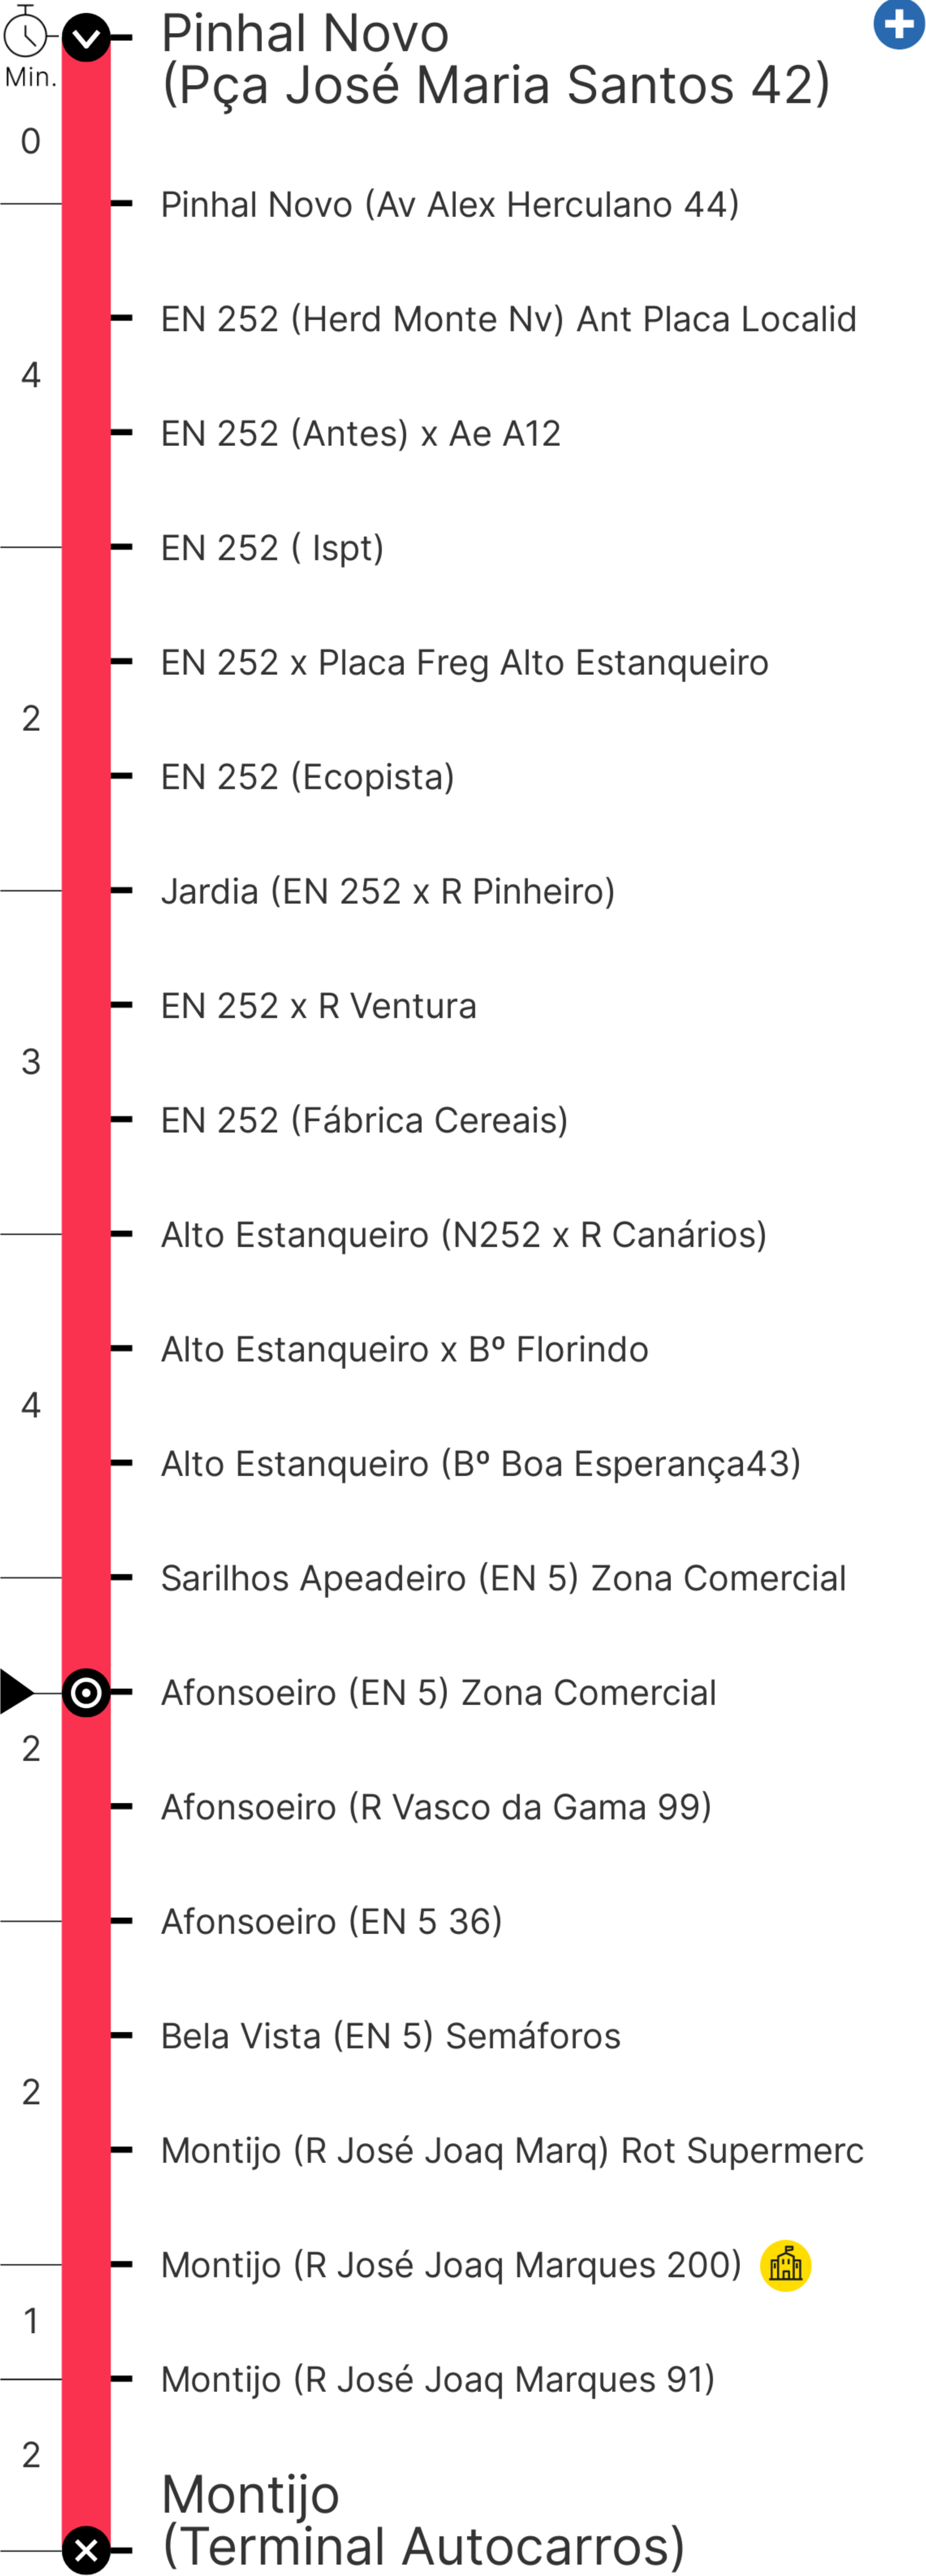 Pinhal Novo
(Pça José Maria Santos 42)
Min.
0
Pinhal Novo (Av Alex Herculano 44)
EN 252 (Herd Monte Nv) Ant Placa Localid
4
EN 252 (Antes) x Ae A12
EN 252 ( Ispt)
EN 252 x Placa Freg Alto Estanqueiro
2
EN 252 (Ecopista)
Jardia (EN 252 x R Pinheiro)
EN 252 x R Ventura
3
EN 252 (Fábrica Cereais)
Alto Estanqueiro (N252 x R Canários)
Alto Estanqueiro x Bº Florindo
4
Alto Estanqueiro (Bº Boa Esperança43)
Sarilhos Apeadeiro (EN 5) Zona Comercial
Afonsoeiro (EN 5) Zona Comercial
2
Afonsoeiro (R Vasco da Gama 99)
Afonsoeiro (EN 5 36)
Bela Vista (EN 5) Semáforos
2
Montijo (R José Joaq Marq) Rot Supermerc
Montijo (R José Joaq Marques 200)
1
Montijo (R José Joaq Marques 91)
2
Montijo
(Terminal Autocarros)